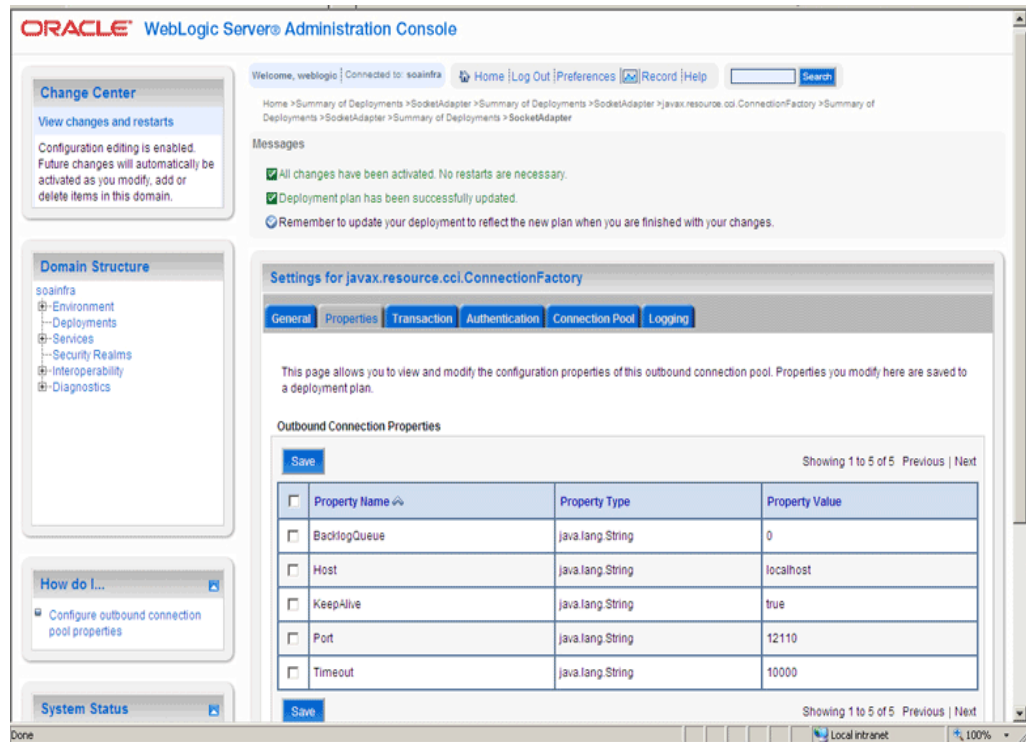 ORACLE® WebLogic Server® Administration Console
Change Center
View changes and restarts
Configuration editing is enabled.
Future changes will automatically be
activated as you modify, add or
delete items in this domain.
Domain Structure
soainfra
Environment
Deployments
Services
Security Realms
Interoperability
Diagnostics
How do I...
Configure outbound connection
pool properties
System Status
Welcome, weblogic Connected to: soainfra Home Log Out Preferences Record Help Search
Home >Summary of Deployments >SocketAdapter >Summary of Deployments >SocketAdapter >javax.resource.cci.ConnectionFactory >Summary of
Deployments >SocketAdapter >Summary of Deployments >SocketAdapter
Messages
All changes have been activated. No restarts are necessary.
Deployment plan has been successfully updated.
Remember to update your deployment to reflect the new plan when you are finished with your changes.
Settings for javax.resource.cci.ConnectionFactory
General Properties Transaction Authentication Connection Pool Logging
This page allows you to view and modify the configuration properties of this outbound connection pool. Properties you modify here are saved to
a deployment plan.
Outbound Connection Properties
Save Showing 1 to 5 of 5 Previous | Next
Property Name Property Type Property Value
BacklogQueue java.lang.String 0
Host java.lang.String localhost
KeepAlive java.lang.String true
Port java.lang.String 12110
Timeout java.lang.String 10000
Save Showing 1 to 5 of 5 Previous | Next
Done Local intranet 100%